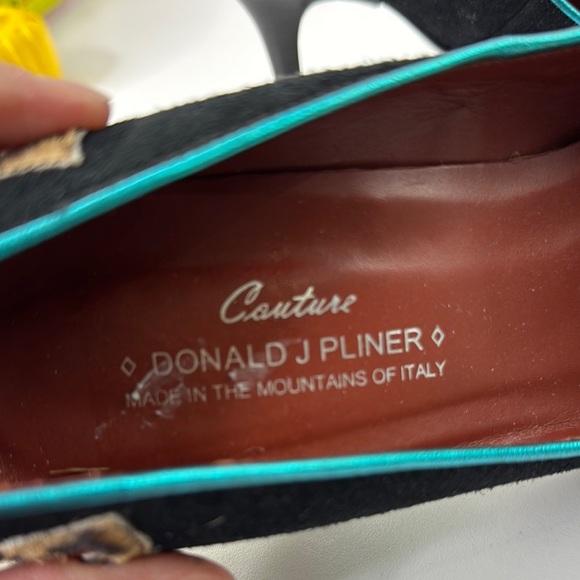 Couture
◊ DONALD J PLINER ◊
MADE IN THE MOUNTAINS OF ITALY